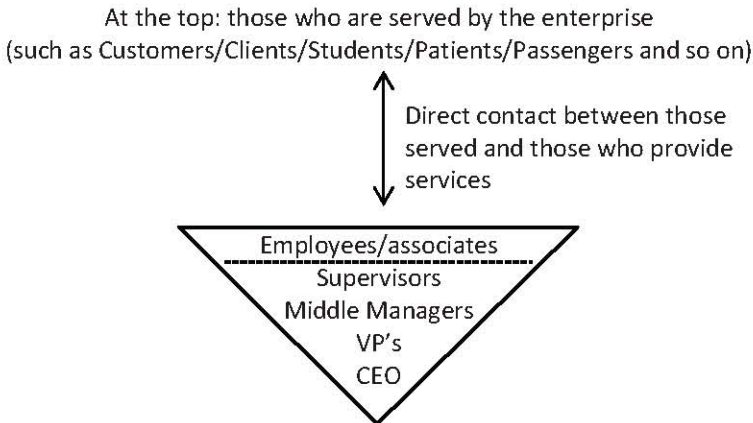 At the top: those who are served by the enterprise
(such as Customers/Clients/Students/Patients/Passengers and so on)
Direct contact between those
served and those who provide
services
Employees/associates
Supervisors
Middle Managers
VP's
CEO